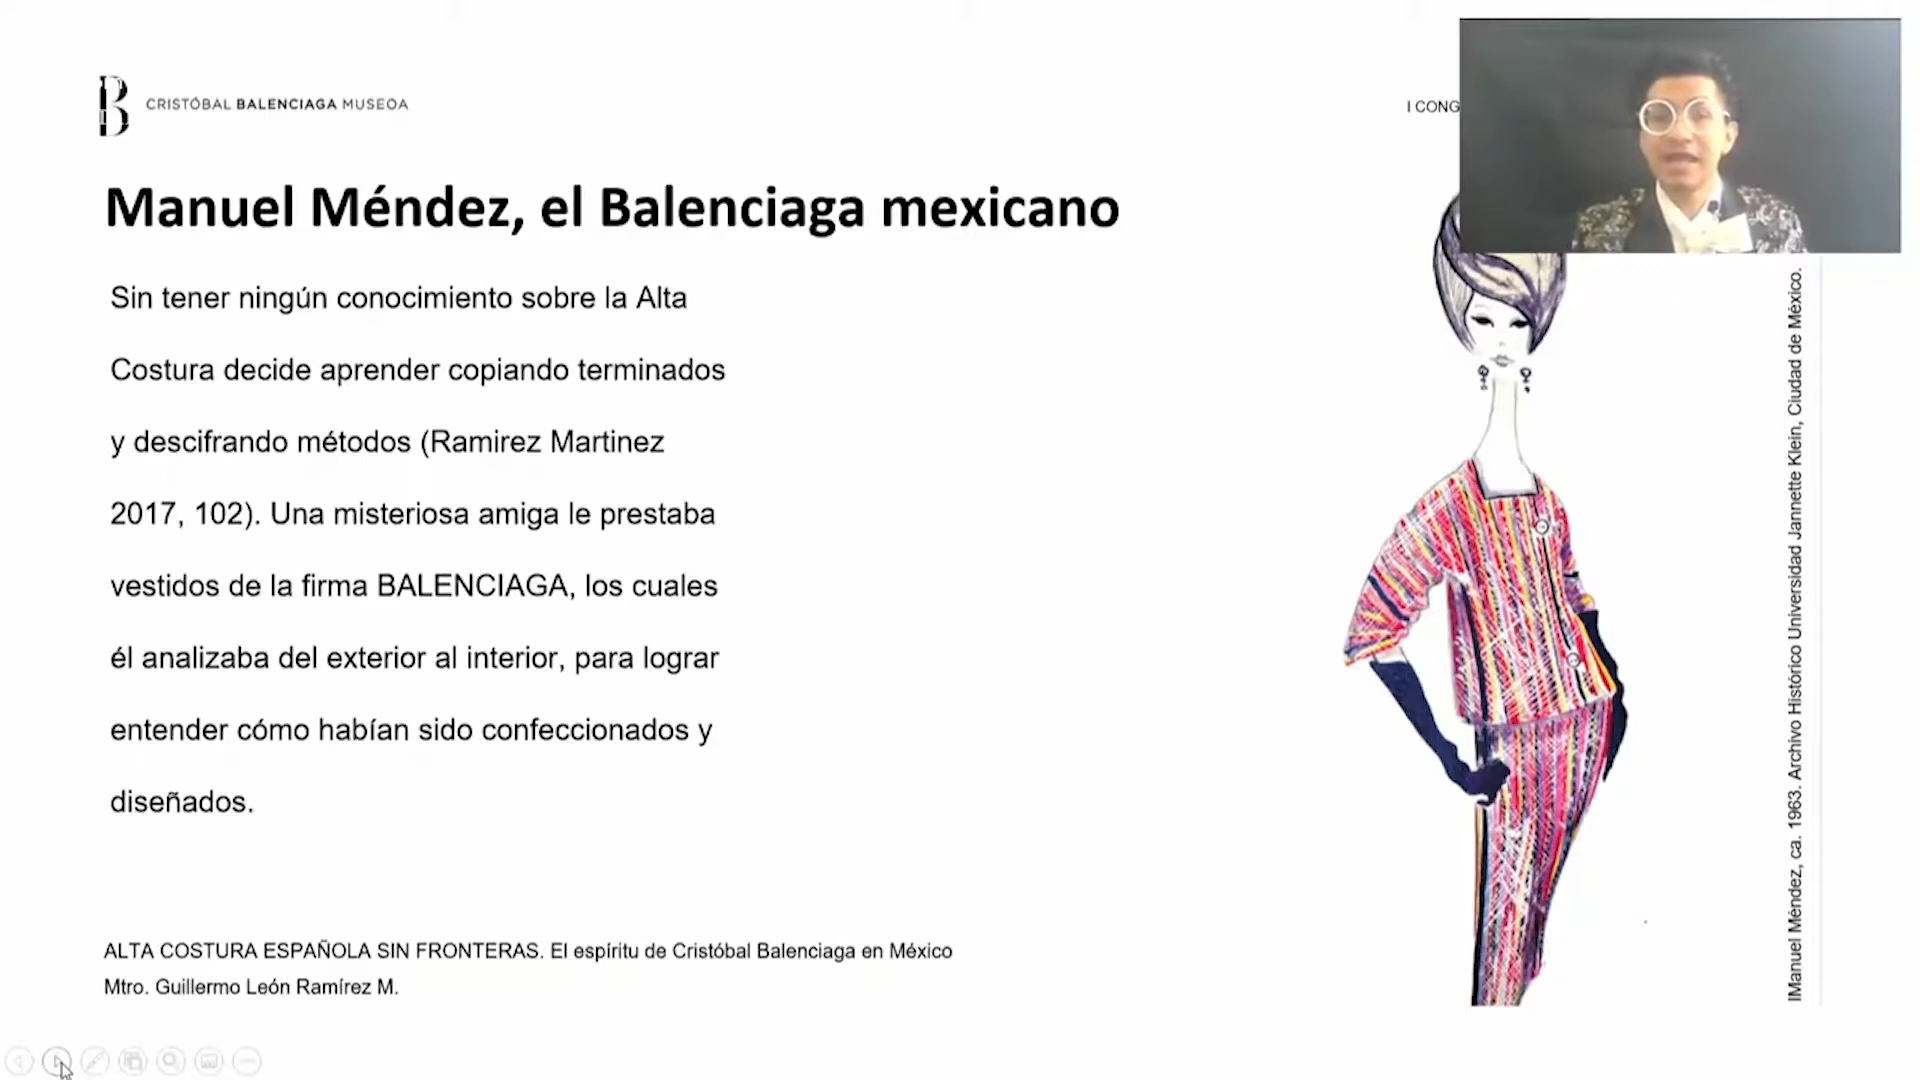 CRISTÓBAL BALENCIAGA MUSEOA
I CONG
Manuel Méndez, el Balenciaga mexicano
Sin tener ningún conocimiento sobre la Alta
Costura decide aprender copiando terminados
y descifrando métodos (Ramirez Martinez
2017, 102). Una misteriosa amiga le prestaba
vestidos de la firma BALENCIAGA, los cuales
él analizaba del exterior al interior, para lograr
entender cómo habían sido confeccionados y
diseñados.
IManuel Méndez, ca. 1963. Archivo Histórico Universidad Jannette Klein, Ciudad de México.
ALTA COSTURA ESPAÑOLA SIN FRONTERAS. El espíritu de Cristóbal Balenciaga en México
Mtro. Guillermo León Ramírez M.